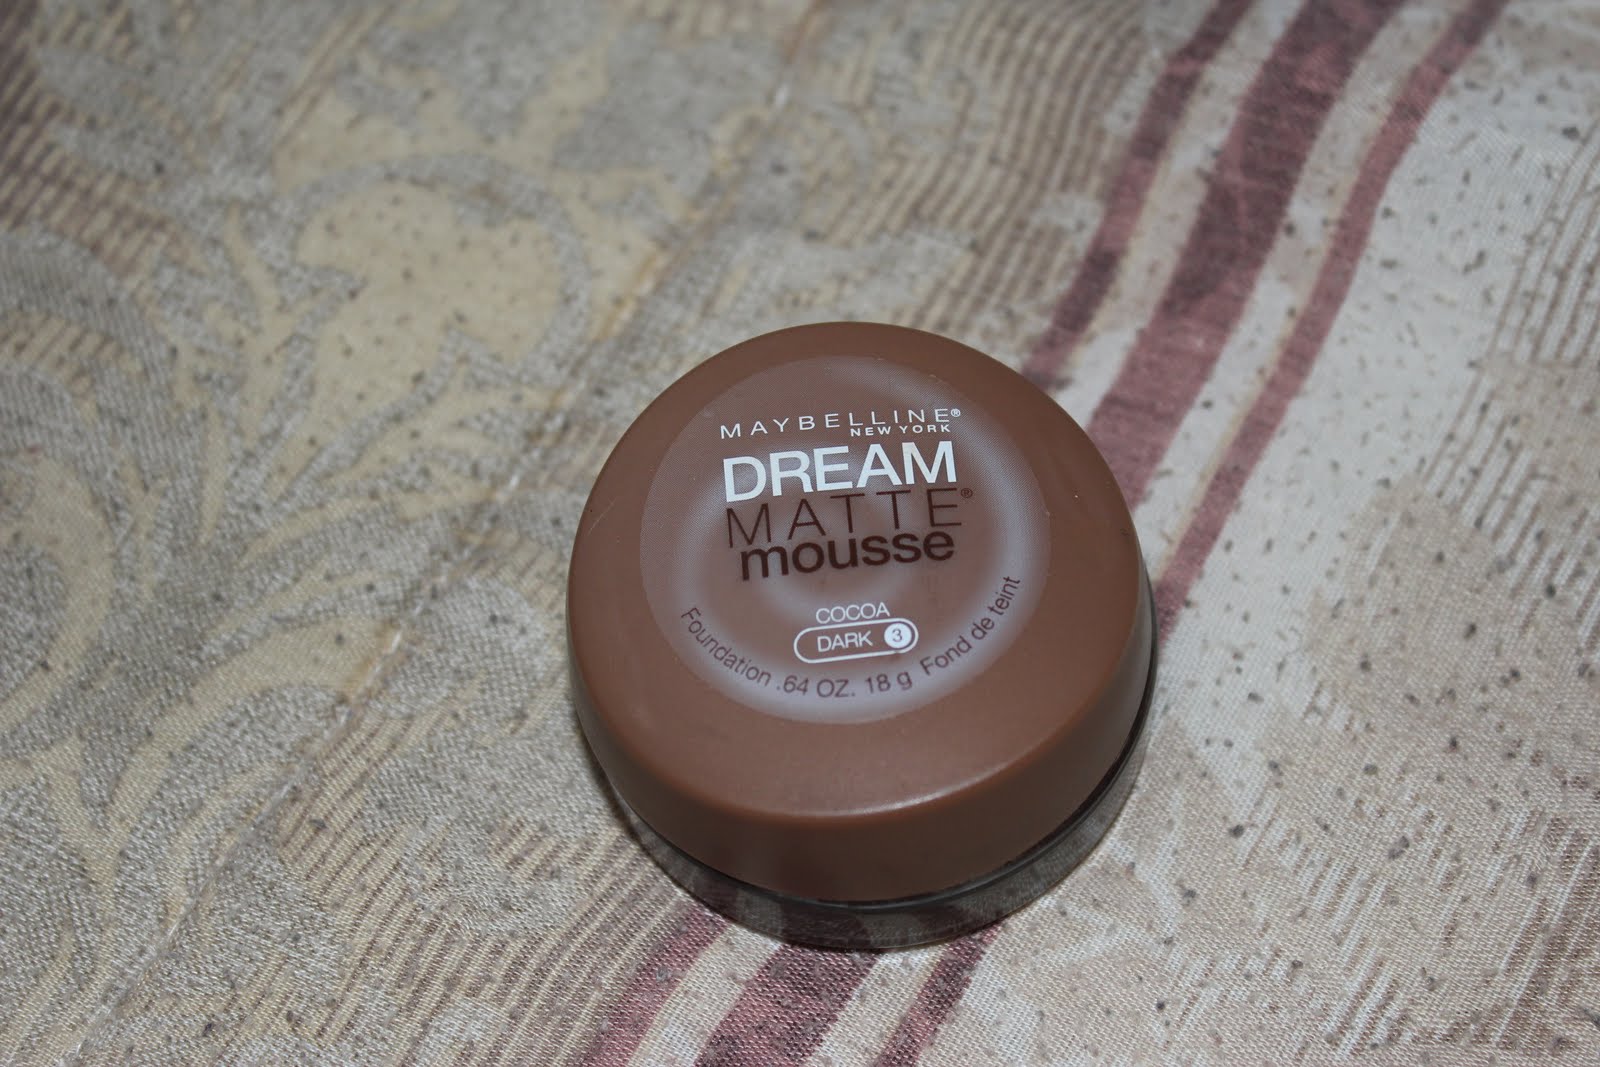 MAYBELLINE®
NEW YORK
DREAM
MATTE®
mousse
COCOA
DARK 3
Foundation .64 OZ. 18 g Fond de teint